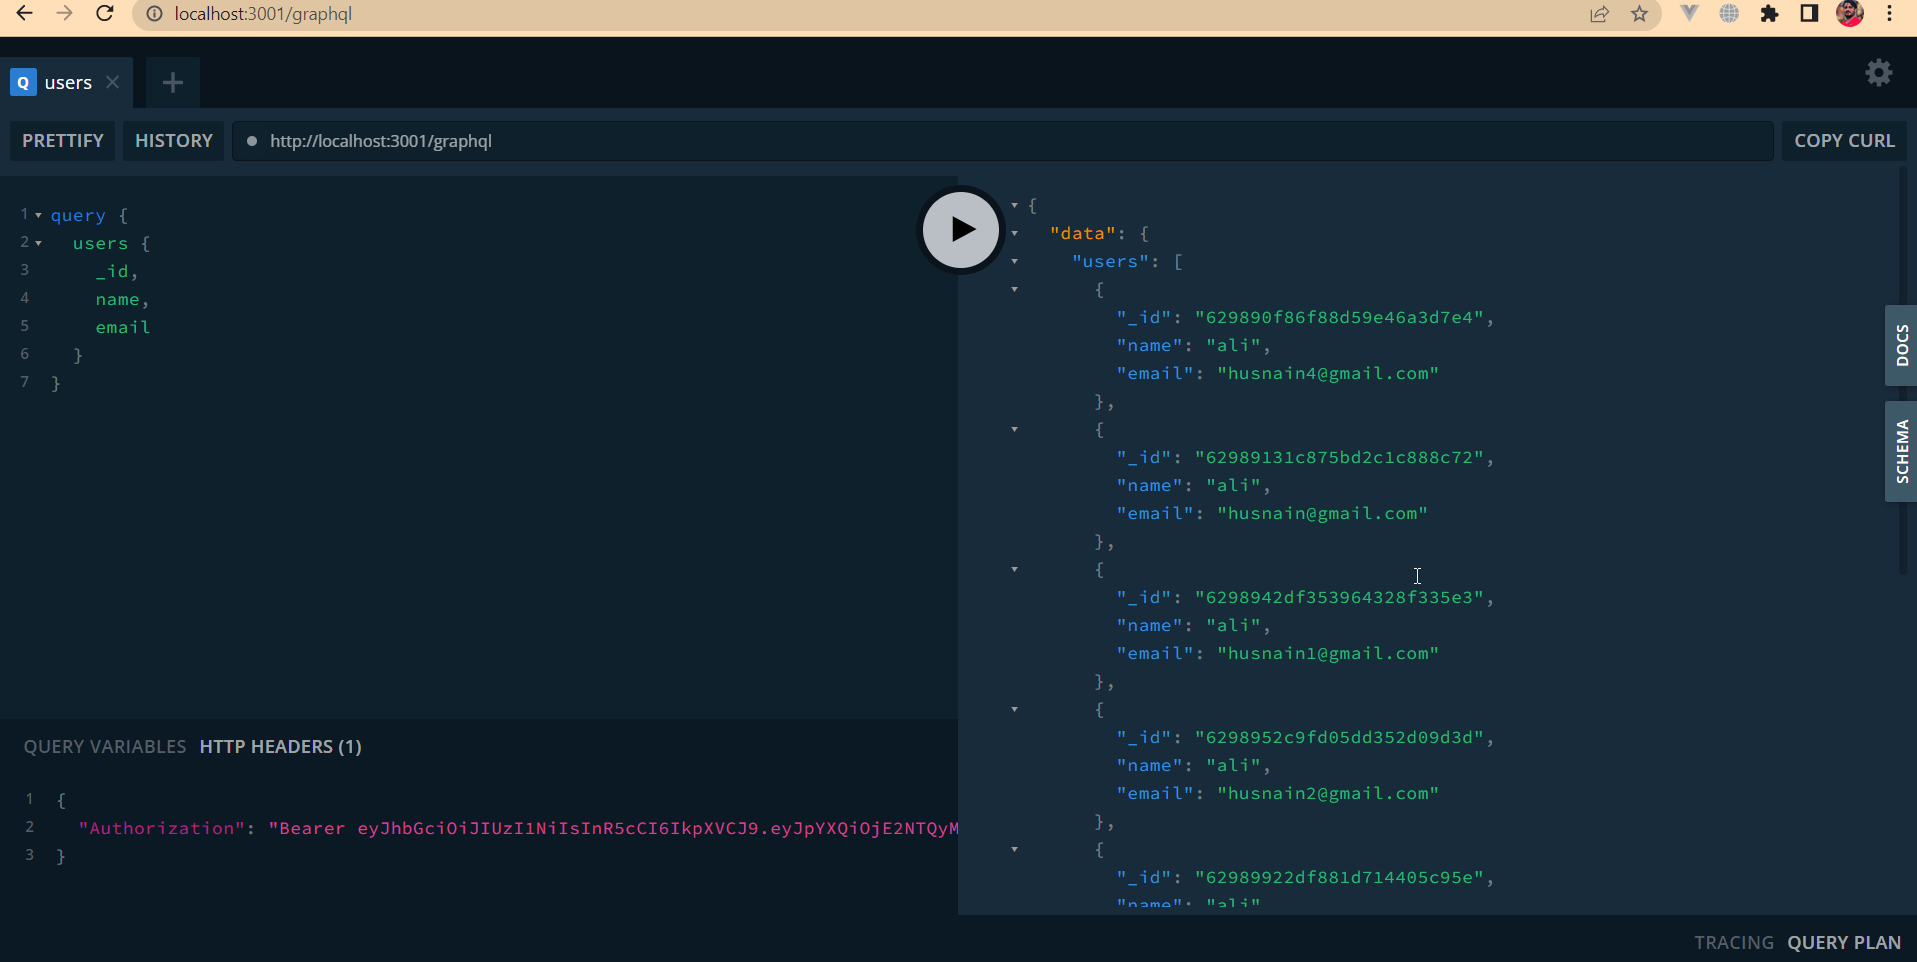 localhost:3001/graphql
Q users
PRETTIFY HISTORY http://localhost:3001/graphql COPY CURL
1 query {
2 users {
3 _id,
4 name,
5 email
6 }
7 }
{
"data": {
"users": [
{
"_id": "629890f86f88d59e46a3d7e4",
"name": "ali",
"email": "husnain4@gmail.com"
},
{
"_id": "62989131c875bd2c1c888c72",
"name": "ali",
"email": "husnain@gmail.com"
},
{
"_id": "6298942df353964328f335e3",
"name": "ali",
"email": "husnain1@gmail.com"
},
{
"_id": "6298952c9fd05dd352d09d3d",
"name": "ali",
"email": "husnain2@gmail.com"
},
{
"_id": "62989922df881d714405c95e",
"name": "ali"
DOCS
SCHEMA
QUERY VARIABLES HTTP HEADERS (1)
1 {
2 "Authorization": "Bearer eyJhbGciOiJIUzI1NiIsInR5cCI6IkpXVCJ9.eyJpYXQiOjE2NTQyM
3 }
TRACING QUERY PLAN